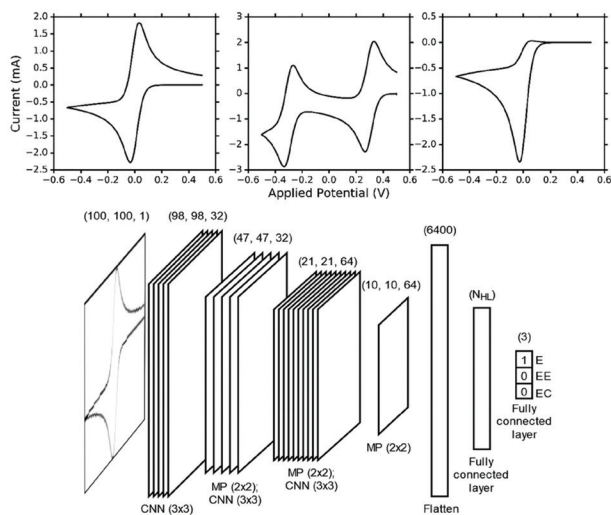 2.0
1.5
1.0
0.5
0.0
-0.5
-1.0
-1.5
-2.0
-2.5
Current (mA)
-0.6 -0.4 -0.2 0.0 0.2 0.4 0.6
3
2
1
0
-1
-2
-3
-0.6 -0.4 -0.2 0.0 0.2 0.4 0.6
Applied Potential (V)
0.5
0.0
-0.5
-1.0
-1.5
-2.0
-2.5
-0.6 -0.4 -0.2 0.0 0.2 0.4 0.6
(100, 100, 1)
(98, 98, 32)
(47, 47, 32)
(21, 21, 64)
(10, 10, 64)
(6400)
(NHL)
(3)
1 E
0 EE
0 EC
Fully
connected
layer
MP (2x2)
Fully
connected
layer
CNN (3x3)
MP (2x2);
CNN (3x3)
MP (2x2);
CNN (3x3)
Flatten